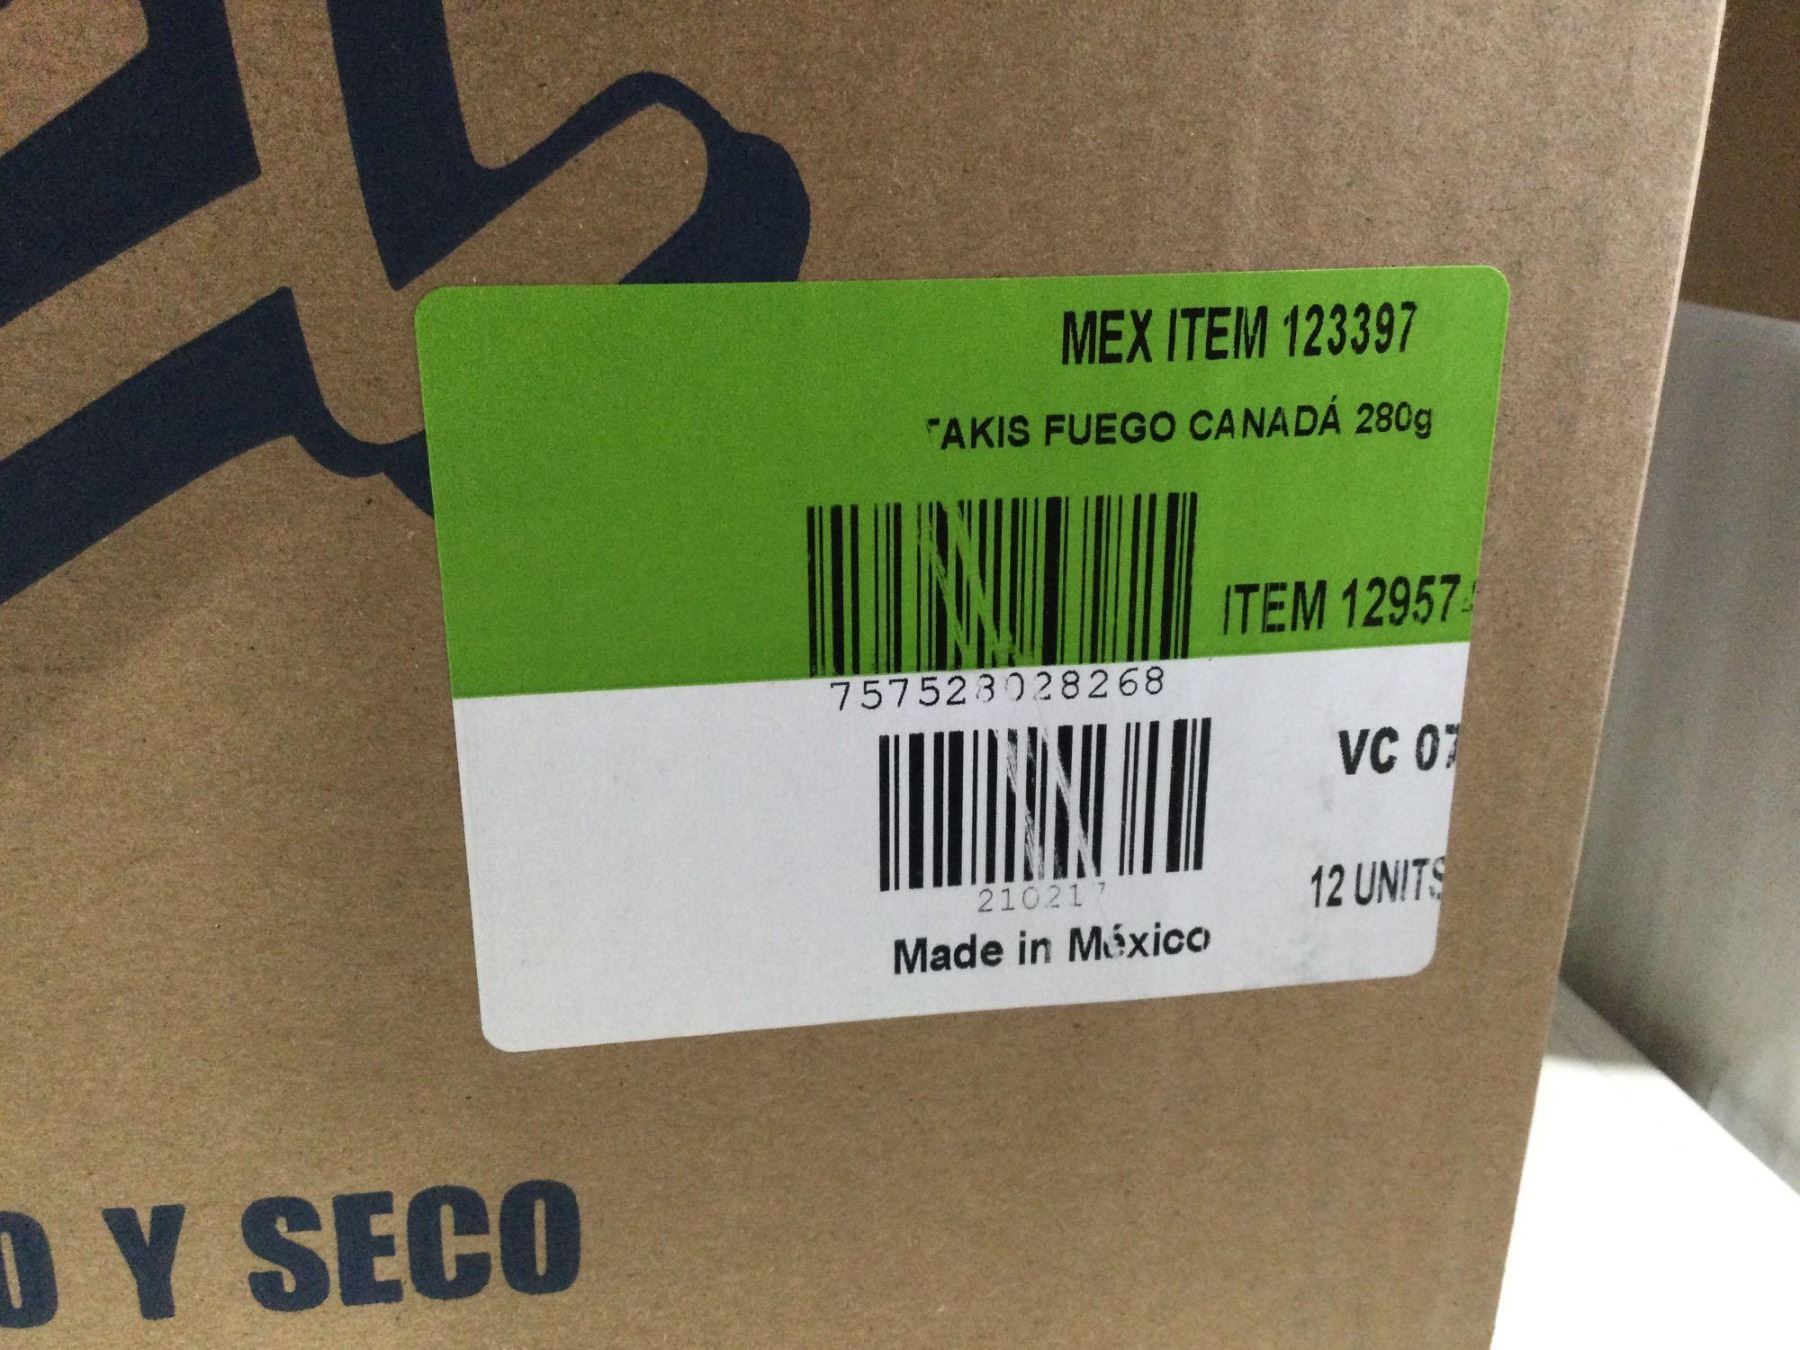 MEX ITEM 123397
TAKIS FUEGO CANADÁ 280g
ITEM 12957
757528028268
VC 07
210217
12 UNITS
Made in México
Y SECO